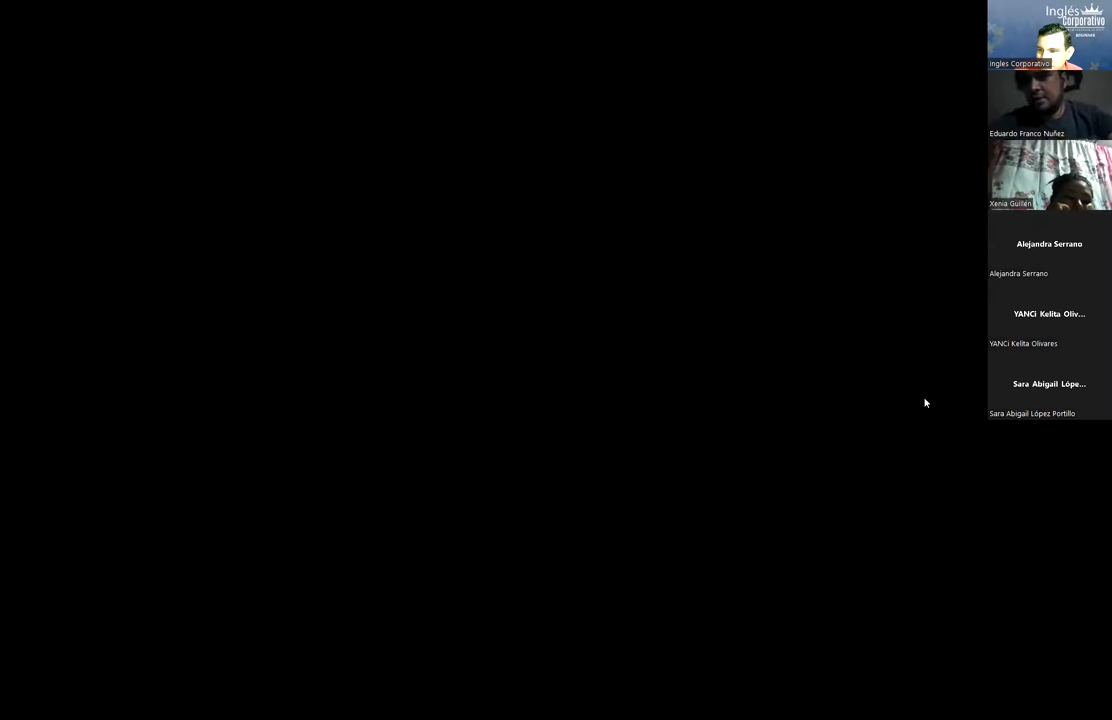 Inglés
Corporativo
BEGINNERS
Ingles Corporativo
Eduardo Franco Nuñez
Xenia Guillén
Alejandra Serrano
Alejandra Serrano
YANCi Kelita Oliv...
YANCi Kelita Olivares
Sara Abigail Lópe...
Sara Abigail López Portillo